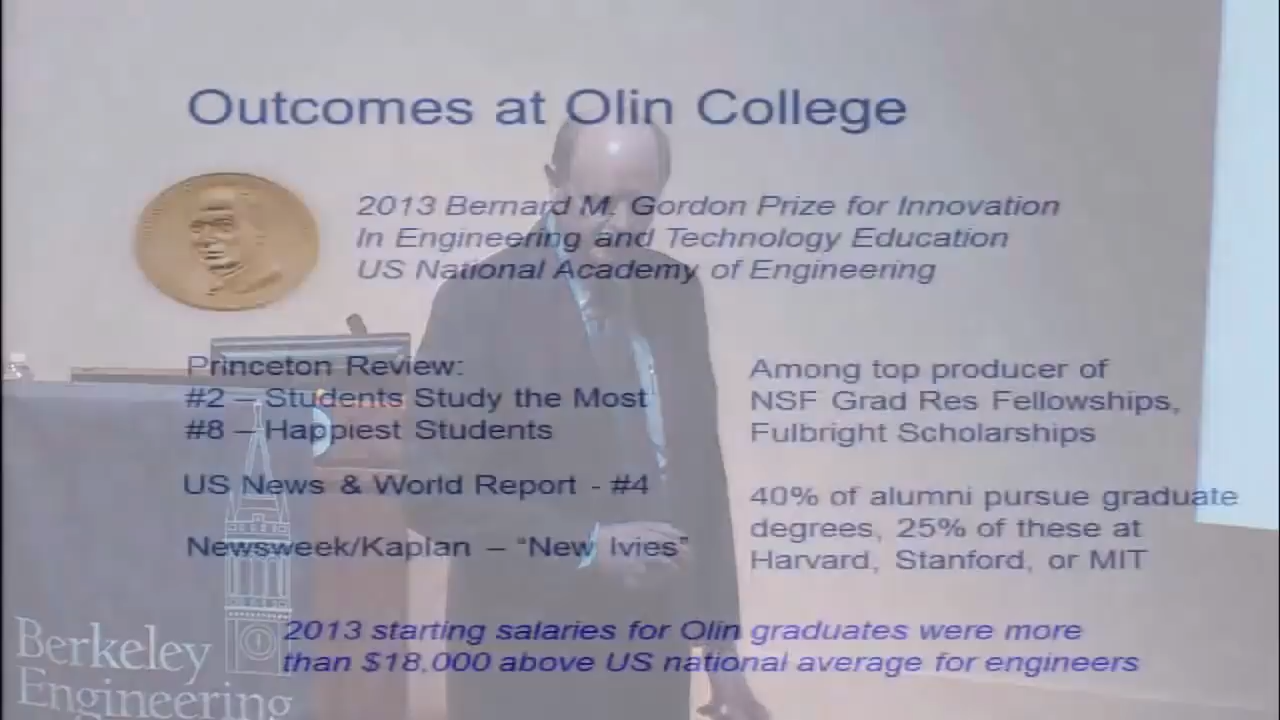 Outcomes at Olin College
2013 Bernard M. Gordon Prize for Innovation
In Engineering and Technology Education
US National Academy of Engineering
Princeton Review:
#2 – Students Study the Most
#8 – Happiest Students
US News & World Report - #4
Newsweek/Kaplan – “New Ivies”
Among top producer of
NSF Grad Res Fellowships,
Fulbright Scholarships
40% of alumni pursue graduate
degrees, 25% of these at
Harvard, Stanford, or MIT
2013 starting salaries for Olin graduates were more
than $18,000 above US national average for engineers
Berkeley
Engineering